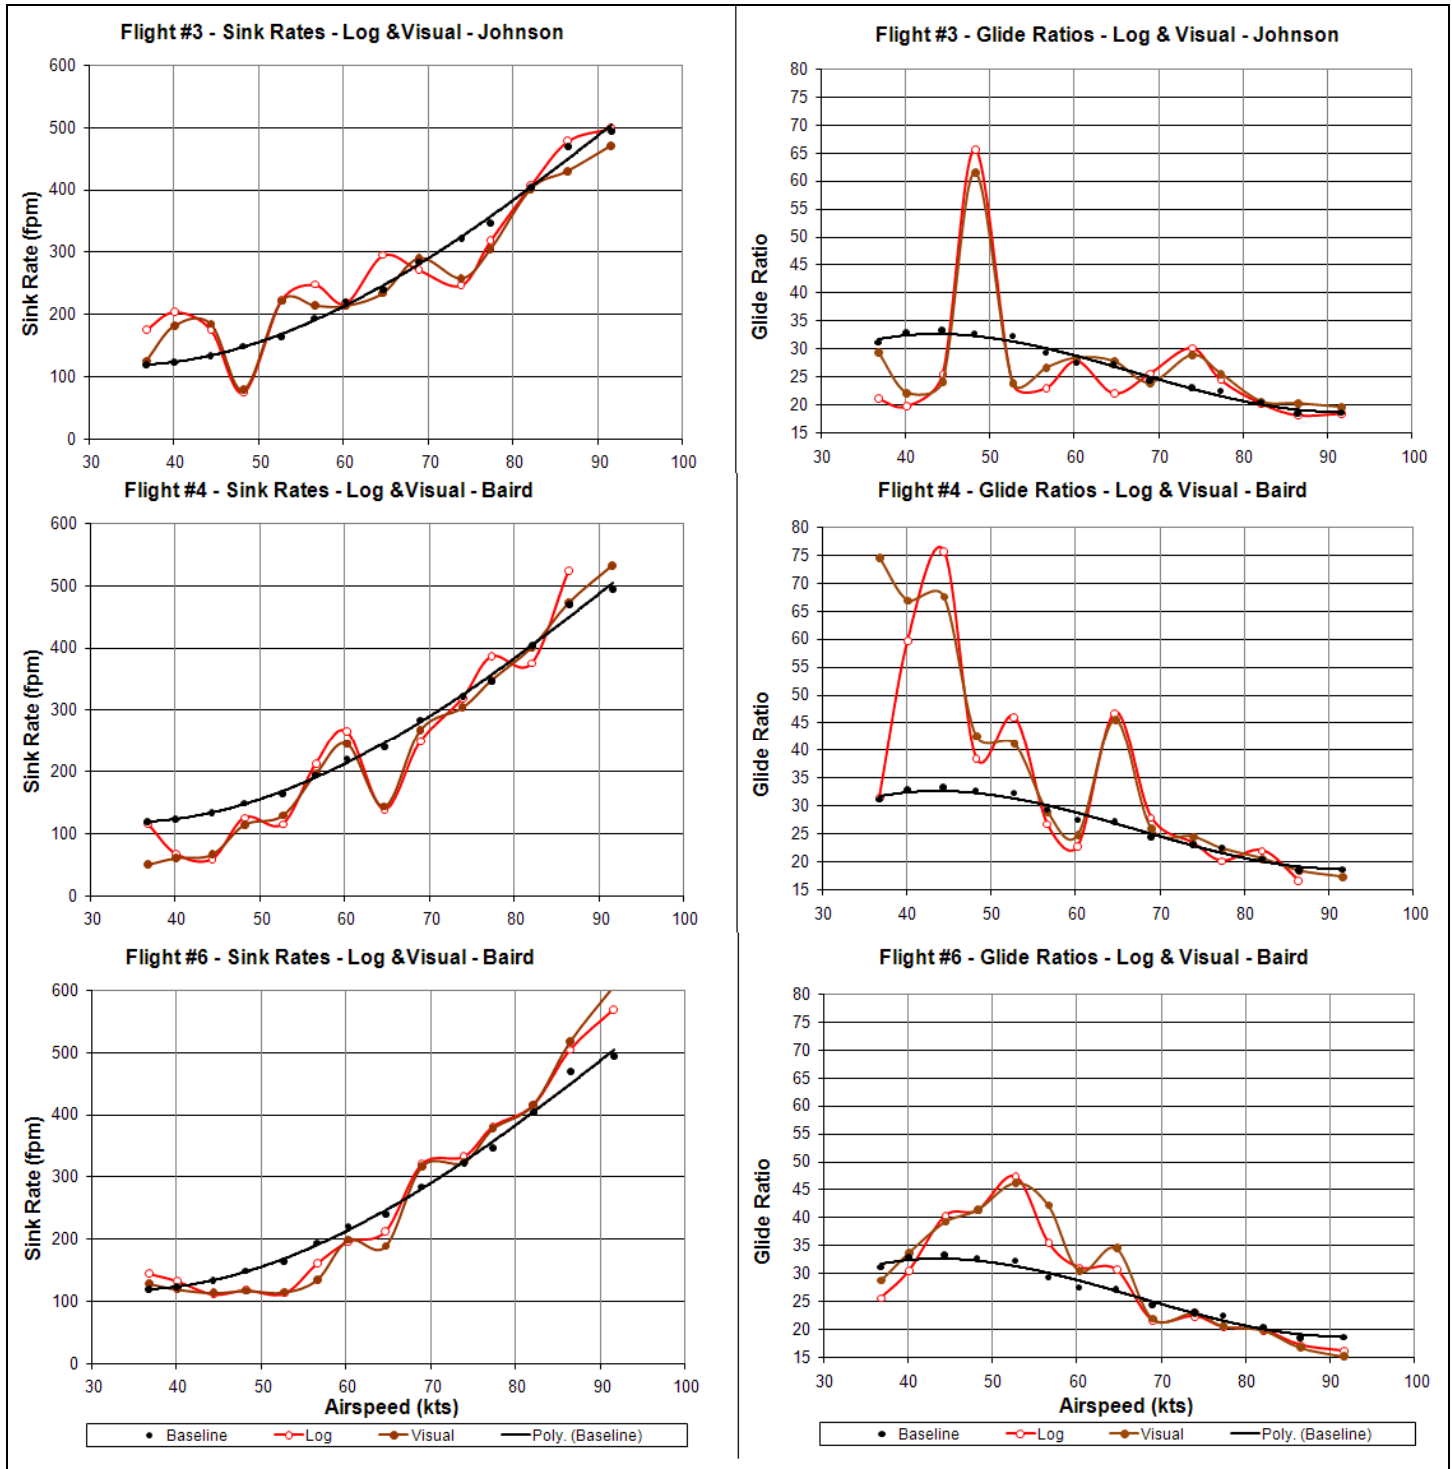 Flight #3 - Sink Rates - Log &Visual - Johnson
Sink Rate (fpm)
600
500
400
300
200
100
0
30 40 50 60 70 80 90 100
Flight #3 - Glide Ratios - Log & Visual - Johnson
Glide Ratio
80
75
70
65
60
55
50
45
40
35
30
25
20
15
30 40 50 60 70 80 90 100
Flight #4 - Sink Rates - Log &Visual - Baird
Sink Rate (fpm)
600
500
400
300
200
100
0
30 40 50 60 70 80 90 100
Flight #4 - Glide Ratios - Log & Visual - Baird
Glide Ratio
80
75
70
65
60
55
50
45
40
35
30
25
20
15
30 40 50 60 70 80 90 100
Flight #6 - Sink Rates - Log &Visual - Baird
Sink Rate (fpm)
600
500
400
300
200
100
0
30 40 50 60 70 80 90 100
Airspeed (kts)
Baseline Log Visual Poly. (Baseline)
Flight #6 - Glide Ratios - Log & Visual - Baird
Glide Ratio
80
75
70
65
60
55
50
45
40
35
30
25
20
15
30 40 50 60 70 80 90 100
Airspeed (kts)
Baseline Log Visual Poly. (Baseline)